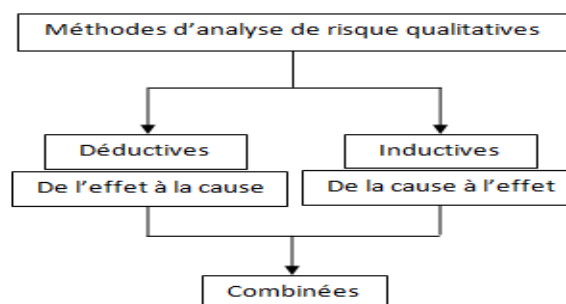 Méthodes d'analyse de risque qualitatives
Déductives
De l'effet à la cause
Inductives
De la cause à l'effet
Combinées